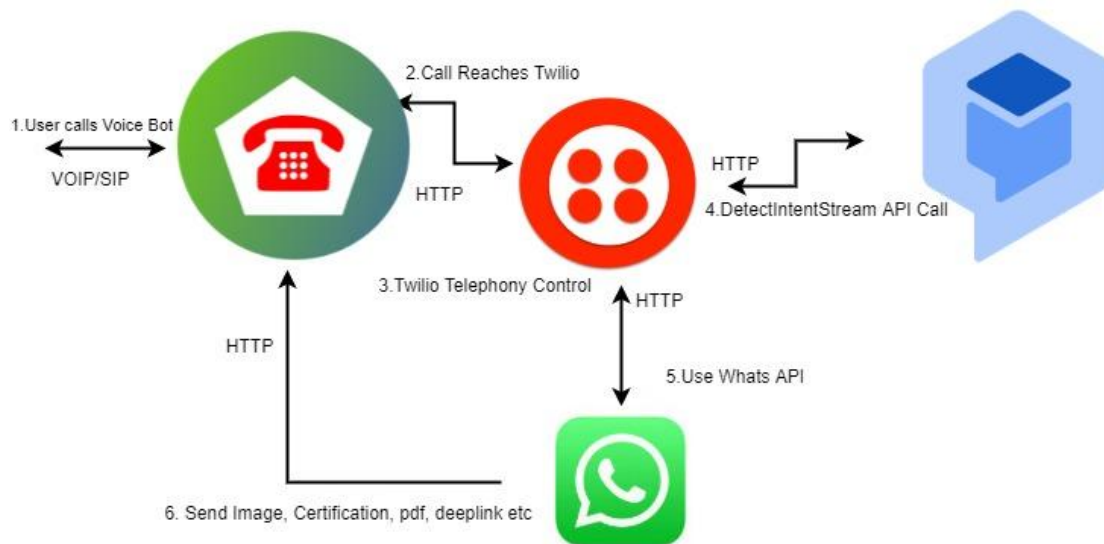 2.Call Reaches Twilio
1.User calls Voice Bot
VOIP/SIP
HTTP
HTTP
4.DetectIntentStream API Call
3.Twilio Telephony Control
HTTP
HTTP
5.Use Whats API
6. Send Image, Certification, pdf, deeplink etc